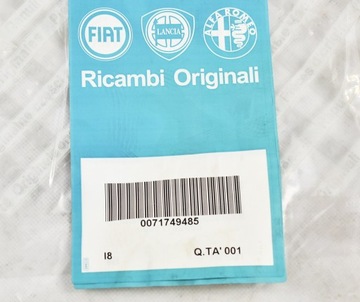 FIAT LANCIA ALFA ROMEO
Ricambi Originali
0071749485
I8 Q.TA' 001